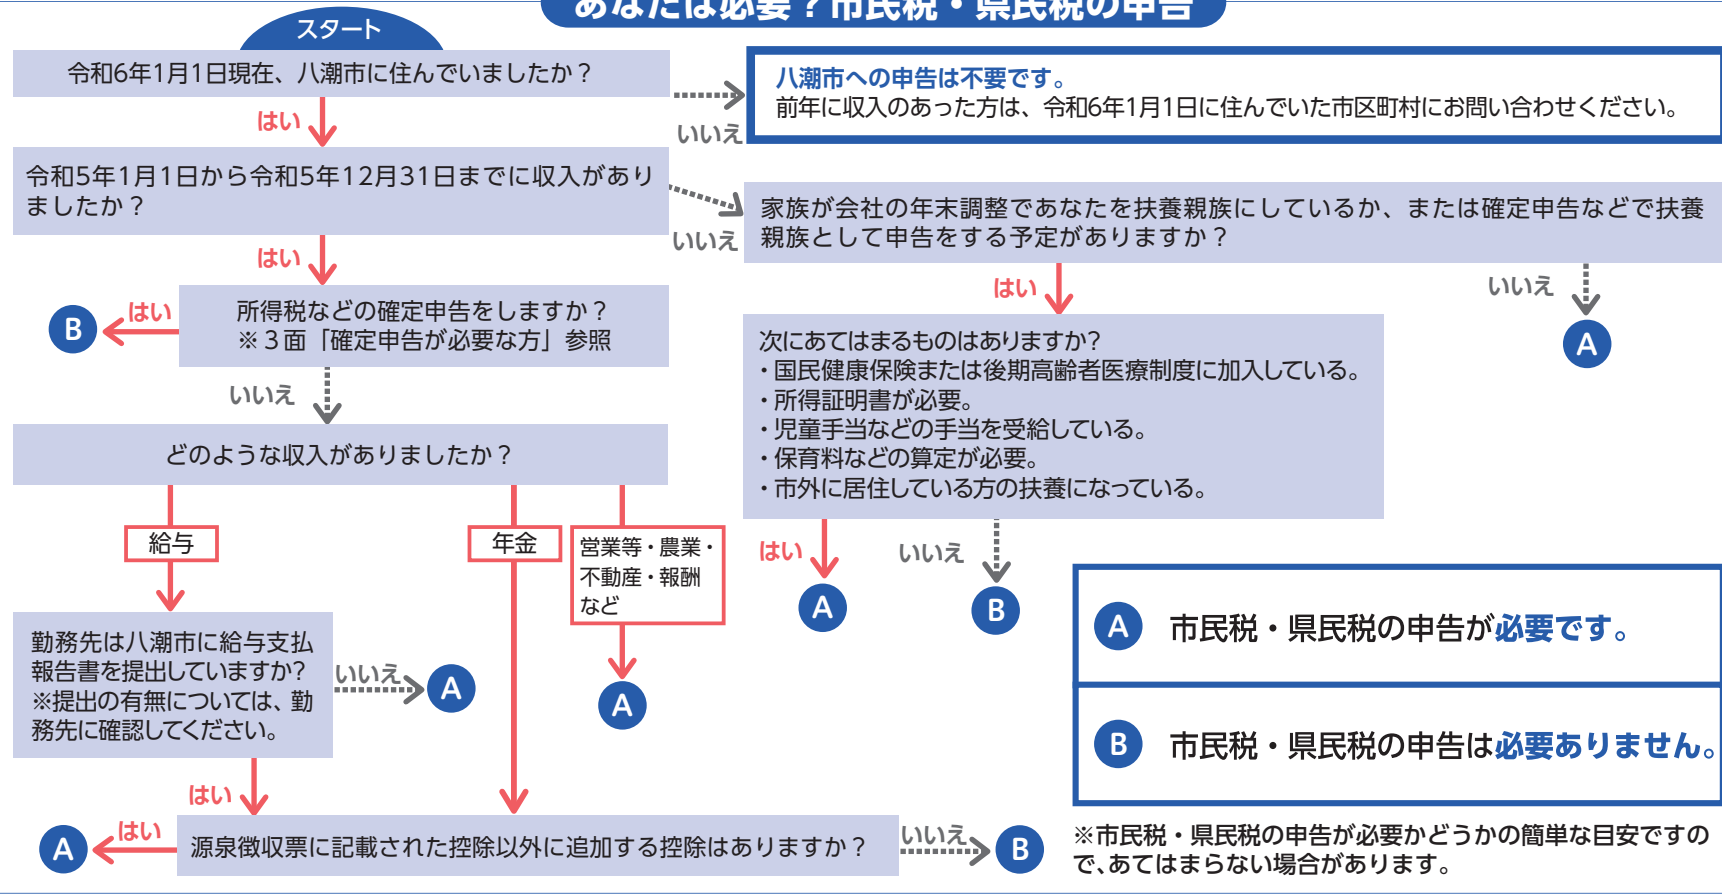 あなたは必要？市民税・県民税の申告
スタート
令和6年1月1日現在、八潮市に住んでいましたか？
はい
いいえ
八潮市への申告は不要です。
前年に収入のあった方は、令和6年1月1日に住んでいた市区町村にお問い合わせください。
令和5年1月1日から令和5年12月31日までに収入があり
ましたか？
はい
いいえ
家族が会社の年末調整であなたを扶養親族にしているか、または確定申告などで扶養
親族として申告をする予定がありますか？
はい
いいえ
A
所得税などの確定申告をしますか？
※３面「確定申告が必要な方」参照
はい
B
いいえ
次にあてはまるものはありますか?
・国民健康保険または後期高齢者医療制度に加入している。
・所得証明書が必要。
・児童手当などの手当を受給している。
・保育料などの算定が必要。
・市外に居住している方の扶養になっている。
はい
A
いいえ
B
どのような収入がありましたか？
給与
年金
営業等・農業・
不動産・報酬
など
A
勤務先は八潮市に給与支払
報告書を提出していますか?
※提出の有無については、勤
務先に確認してください。
いいえ
A
はい
源泉徴収票に記載された控除以外に追加する控除はありますか？
はい
A
いいえ
B
A 市民税・県民税の申告が必要です。
B 市民税・県民税の申告は必要ありません。
※市民税・県民税の申告が必要かどうかの簡単な目安ですの
で、あてはまらない場合があります。